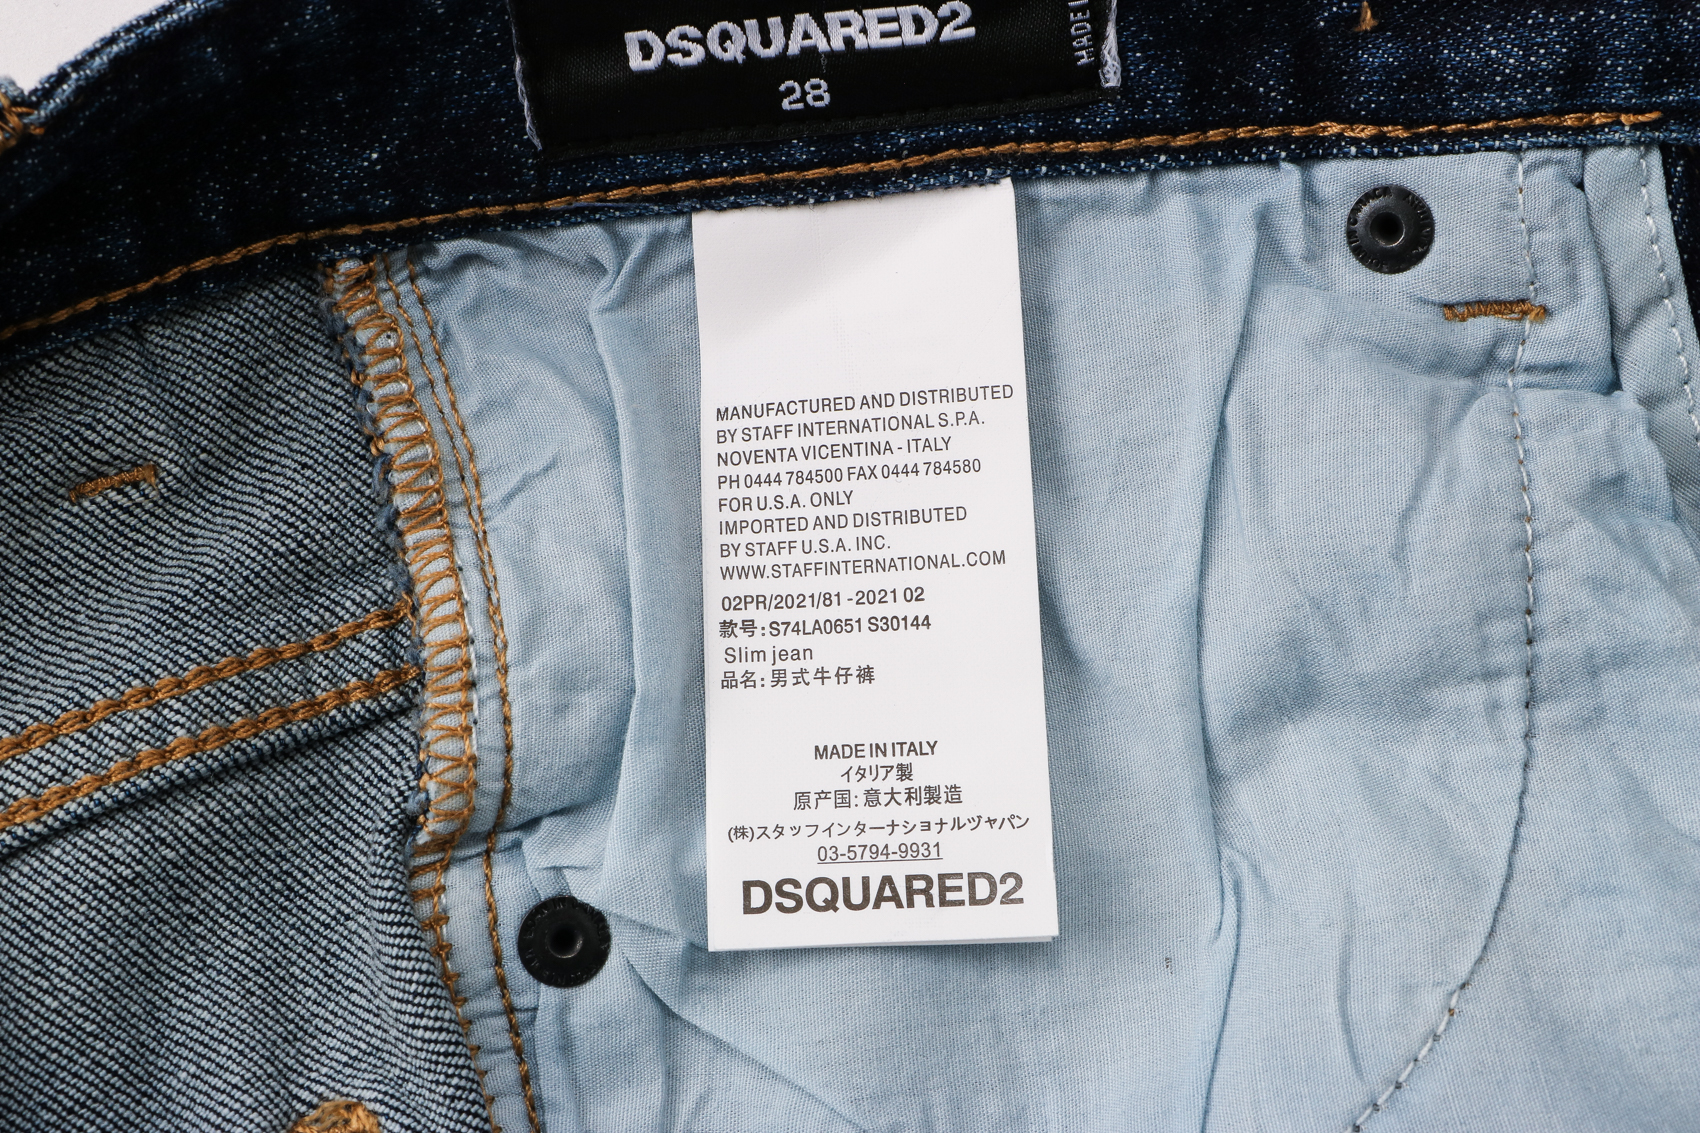 DSQUARED2
28
MADE
MANUFACTURED AND DISTRIBUTED
BY STAFF INTERNATIONAL S.P.A.
NOVENTA VICENTINA - ITALY
PH 0444 784500 FAX 0444 784580
FOR U.S.A. ONLY
IMPORTED AND DISTRIBUTED
BY STAFF U.S.A. INC.
WWW.STAFFINTERNATIONAL.COM
02PR/2021/81 -2021 02
款号:S74LA0651 S30144
Slim jean
品名:男式牛仔裤
MADE IN ITALY
イタリア製
原产国:意大利製造
(株)スタッフインターナショナルヅャパン
03-5794-9931
DSQUARED2